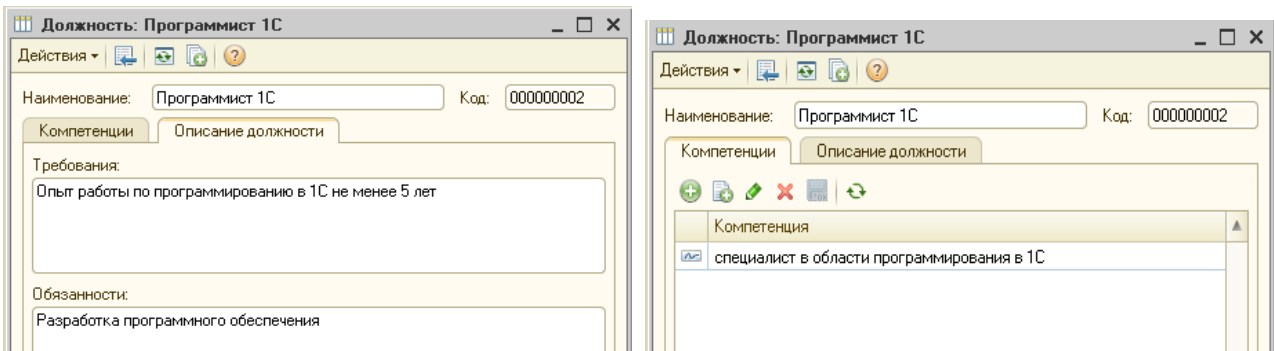 Должность: Программист 1С
Действия
Наименование: Программист 1С Код: 000000002
Компетенции Описание должности
Требования:
Опыт работы по программированию в 1С не менее 5 лет
Обязанности:
Разработка программного обеспечения
Должность: Программист 1С
Действия
Наименование: Программист 1С Код: 000000002
Компетенции Описание должности
Компетенция
специалист в области программирования в 1С